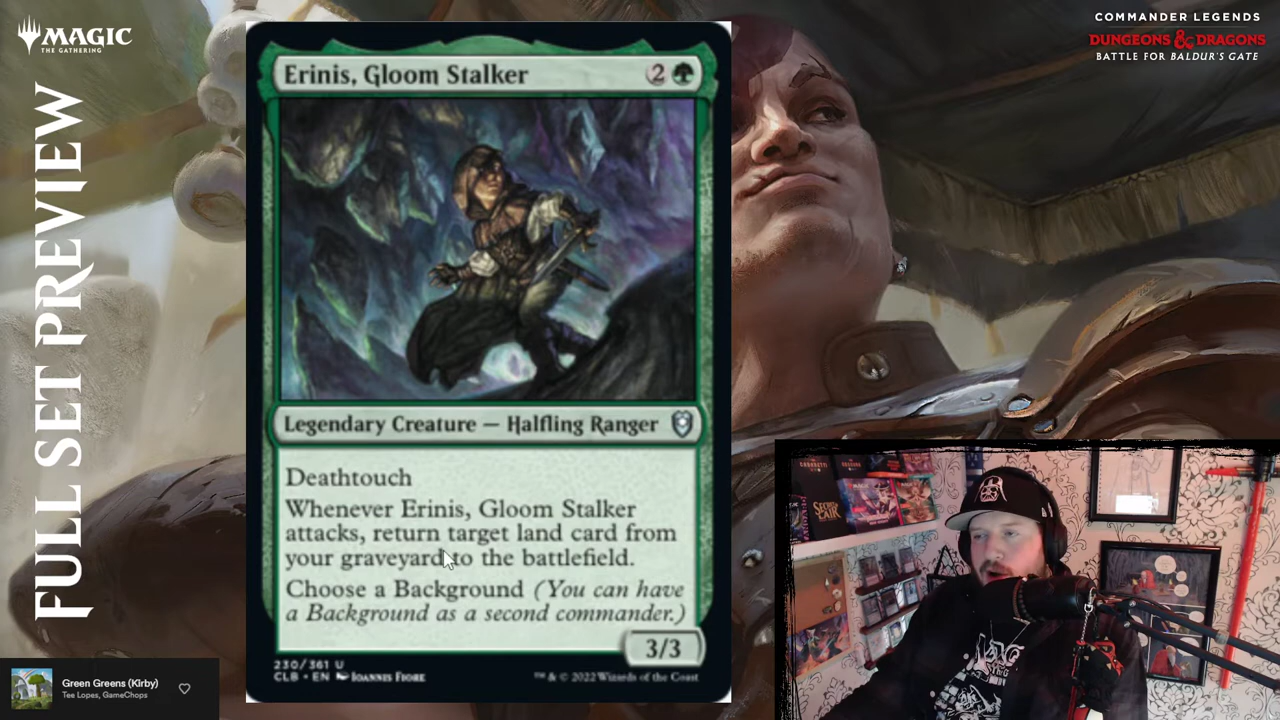 MAGIC
THE GATHERING
FULL SET PREVIEW
COMMANDER LEGENDS
DUNGEONS & DRAGONS
BATTLE FOR BALDUR'S GATE
Erinis, Gloom Stalker 2
Legendary Creature — Halfling Ranger
Deathtouch
Whenever Erinis, Gloom Stalker
attacks, return target land card from
your graveyard to the battlefield.
Choose a Background (You can have
a Background as a second commander.)
3/3
230/361 U
CLB • EN IOANNIS FIORE
™ & © 2022 Wizards of the Coast
Green Greens (Kirby)
Tee Lopes, GameChops
MAGIC
SECRET
LAIR